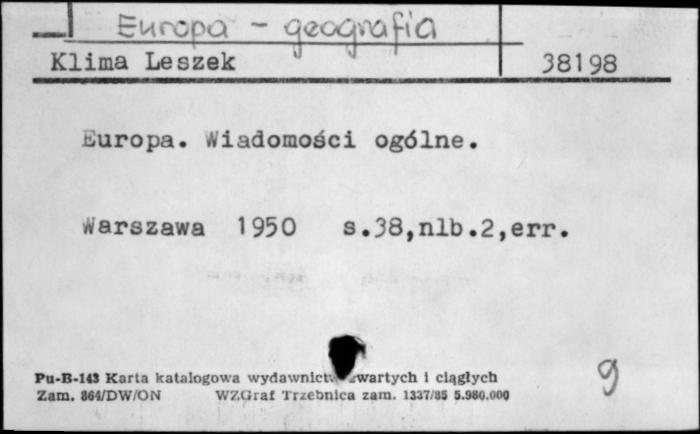 Europa - geografia
Klima Leszek 38198
Europa. Wiadomości ogólne.
Warszawa 1950 s.38,nlb.2,err.
Pu-B-143 Karta katalogowa wydawnictw zwartych i ciągłych
Zam. 864/DW/ON WZGraf Trzebnica zam. 1337/85 5.980.000
g